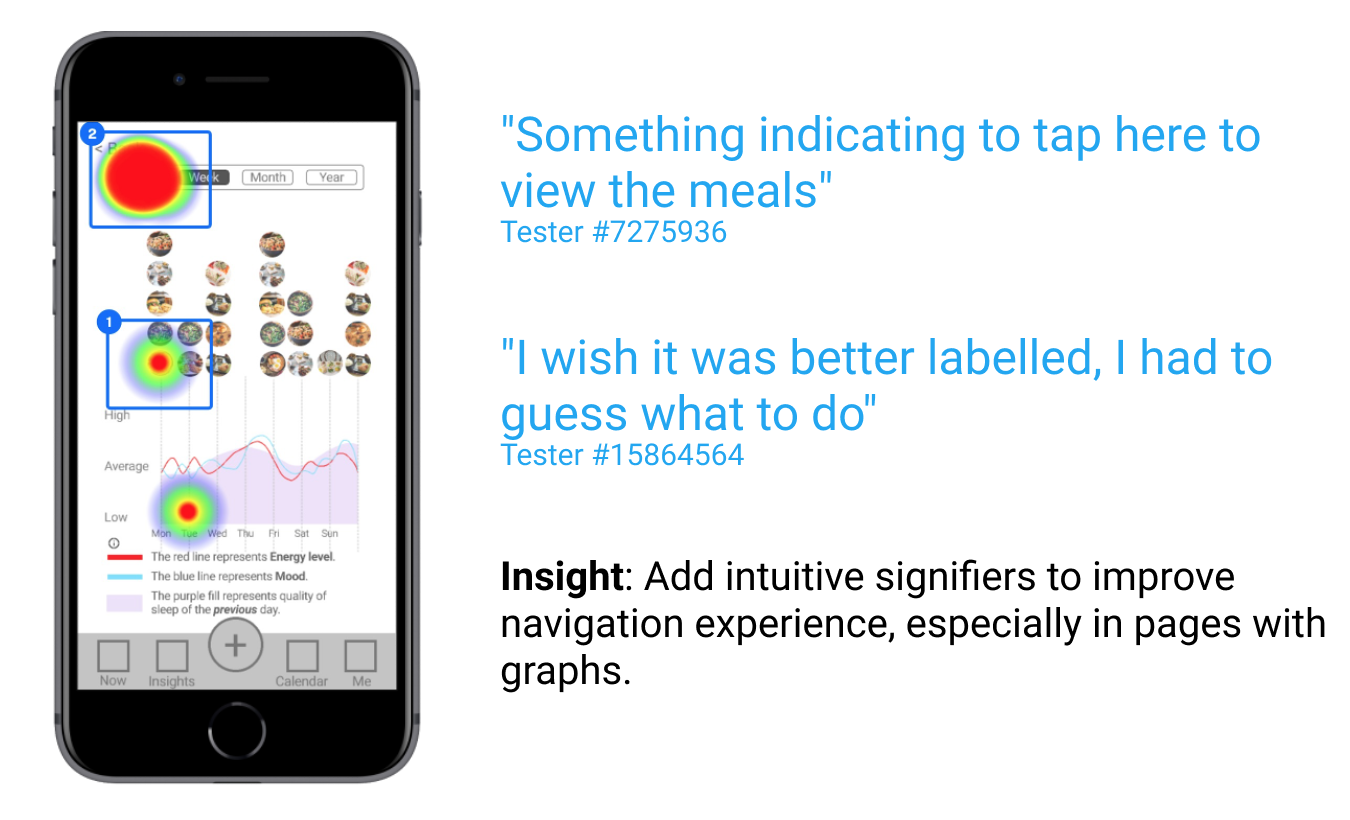 2
Week Month Year
1
High
Average
Low
Mon Tue Wed Thu Fri Sat Sun
The red line represents Energy level.
The blue line represents Mood.
The purple fill represents quality of
sleep of the previous day.
+
Now Insights Calendar Me
"Something indicating to tap here to
view the meals"
Tester #7275936
"I wish it was better labelled, I had to
guess what to do"
Tester #15864564
Insight: Add intuitive signifiers to improve
navigation experience, especially in pages with
graphs.